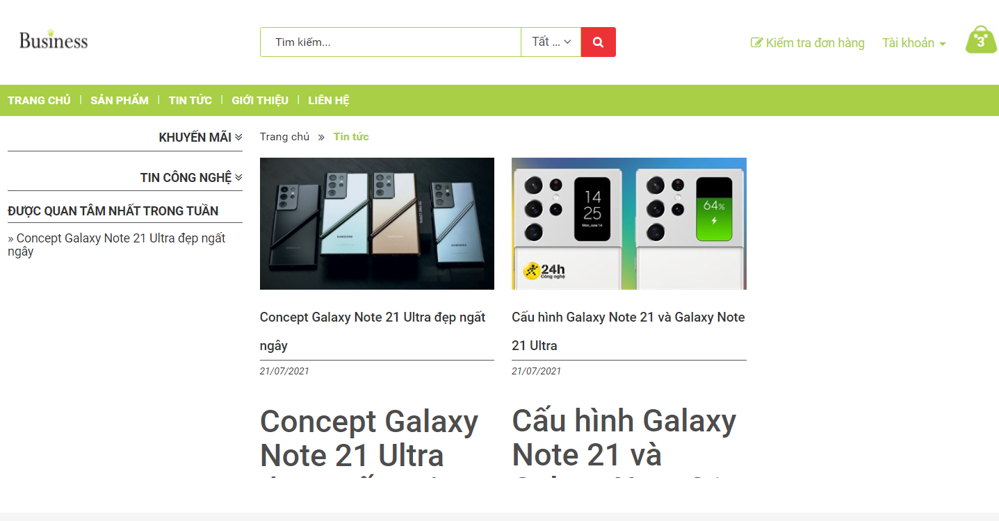 Business
Tìm kiếm...
Tất ...
Kiểm tra đơn hàng
Tài khoản
3
TRANG CHỦ
SẢN PHẨM
TIN TỨC
GIỚI THIỆU
LIÊN HỆ
KHUYẾN MÃI
TIN CÔNG NGHỆ
ĐƯỢC QUAN TÂM NHẤT TRONG TUẦN
» Concept Galaxy Note 21 Ultra đẹp ngất
ngây
Trang chủ » Tin tức
SAMSUNG
SAMSUNG
SAMSUNG
SAMSUNG
Concept Galaxy Note 21 Ultra đẹp ngất
ngây
21/07/2021
Concept Galaxy
Note 21 Ultra
14
25
Mon, June 14
64%
24h
Công nghệ
Cấu hình Galaxy Note 21 và Galaxy Note
21 Ultra
21/07/2021
Cấu hình Galaxy
Note 21 và